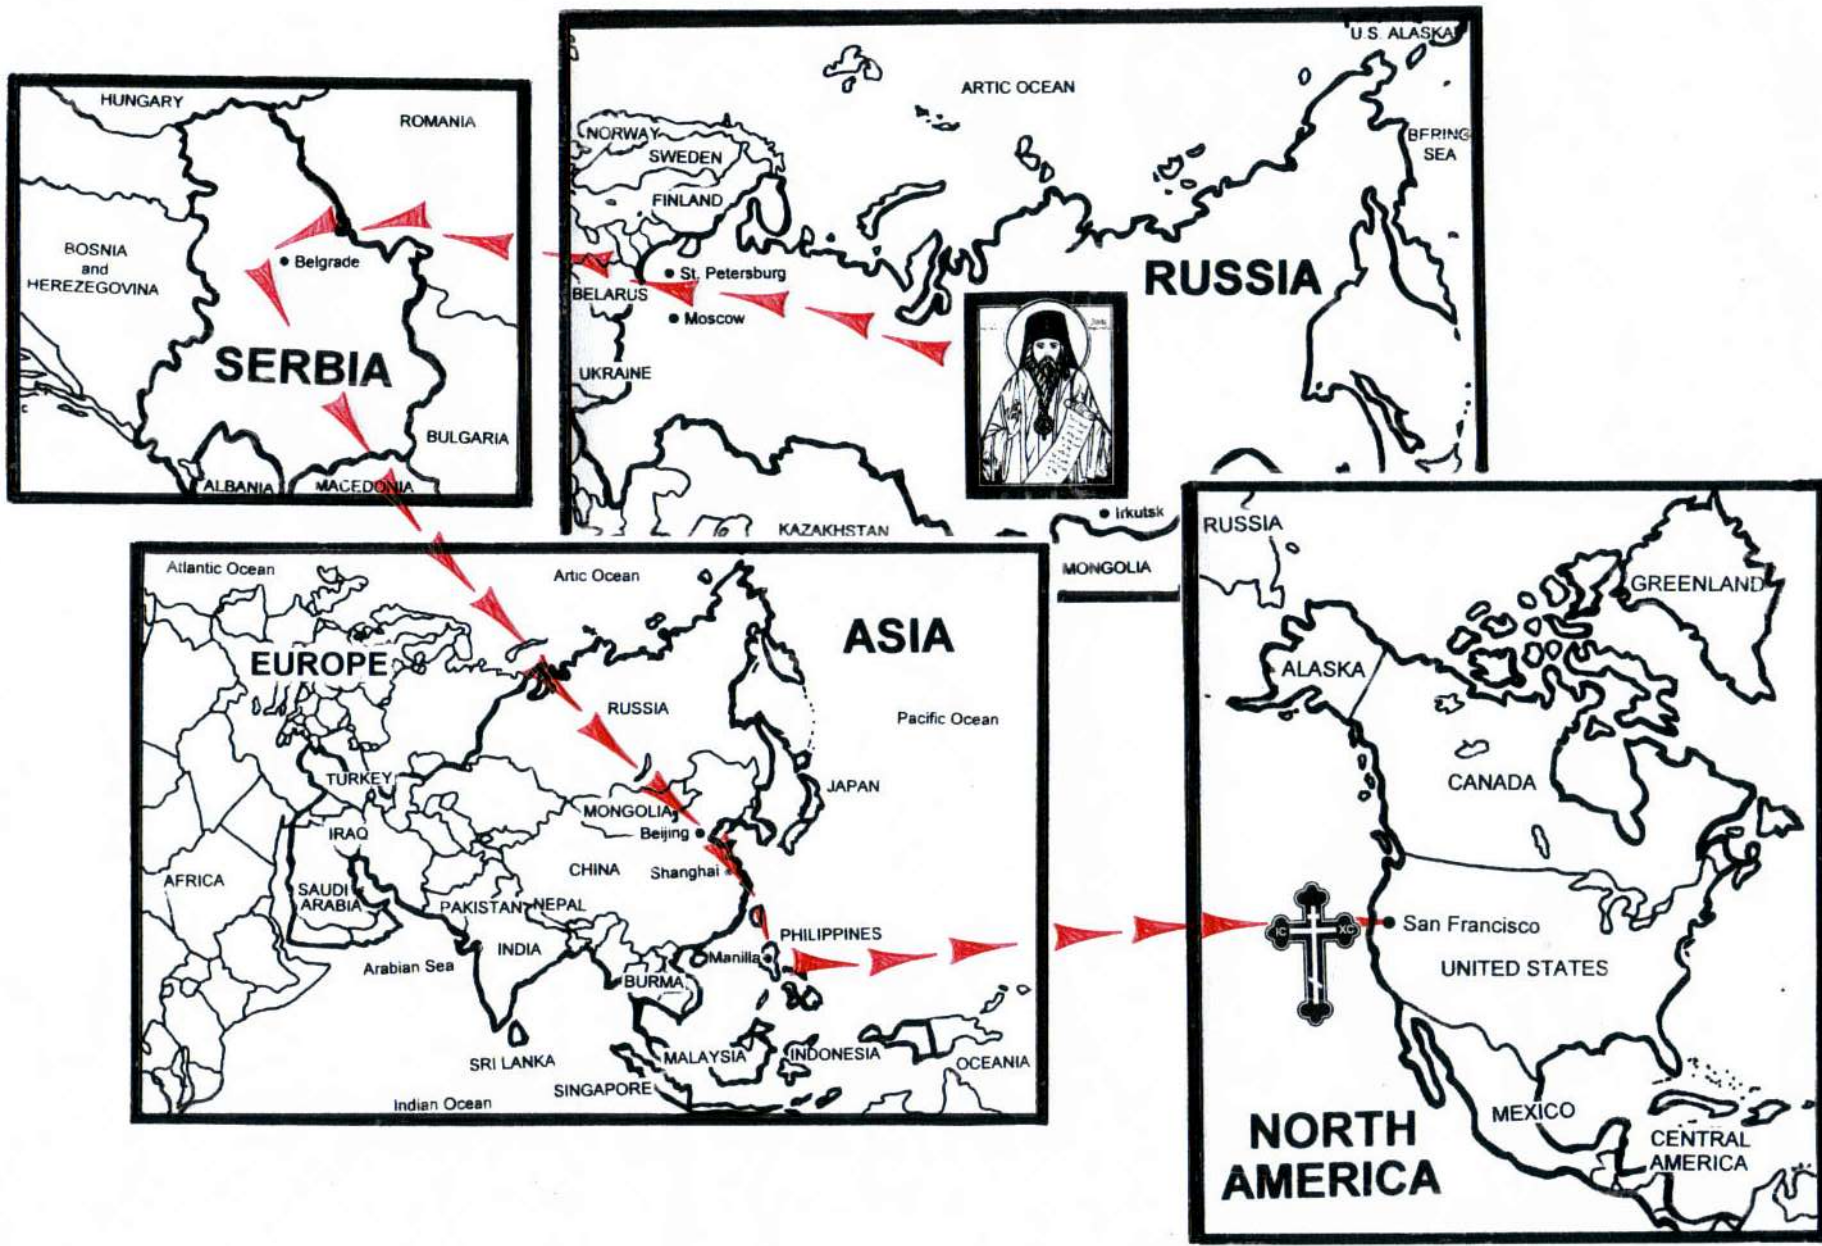 HUNGARY
ROMANIA
BOSNIA
and
HEREZEGOVINA
Belgrade
SERBIA
BULGARIA
ALBANIA
MACEDONIA
U.S. ALASKA
ARTIC OCEAN
NORWAY
SWEDEN
FINLAND
BERING
SEA
St. Petersburg
BELARUS
Moscow
RUSSIA
UKRAINE
KAZAKHSTAN
Irkutsk
MONGOLIA
Atlantic Ocean
Artic Ocean
ASIA
EUROPE
RUSSIA
Pacific Ocean
TURKEY
JAPAN
MONGOLIA
IRAQ
Beijing
CHINA
Shanghai
AFRICA
SAUDI
ARABIA
PAKISTAN
NEPAL
PHILIPPINES
INDIA
Manilla
Arabian Sea
BURMA
SRI LANKA
MALAYSIA
INDONESIA
OCEANIA
SINGAPORE
Indian Ocean
RUSSIA
GREENLAND
ALASKA
CANADA
IC
XC
San Francisco
UNITED STATES
MEXICO
NORTH
AMERICA
CENTRAL
AMERICA